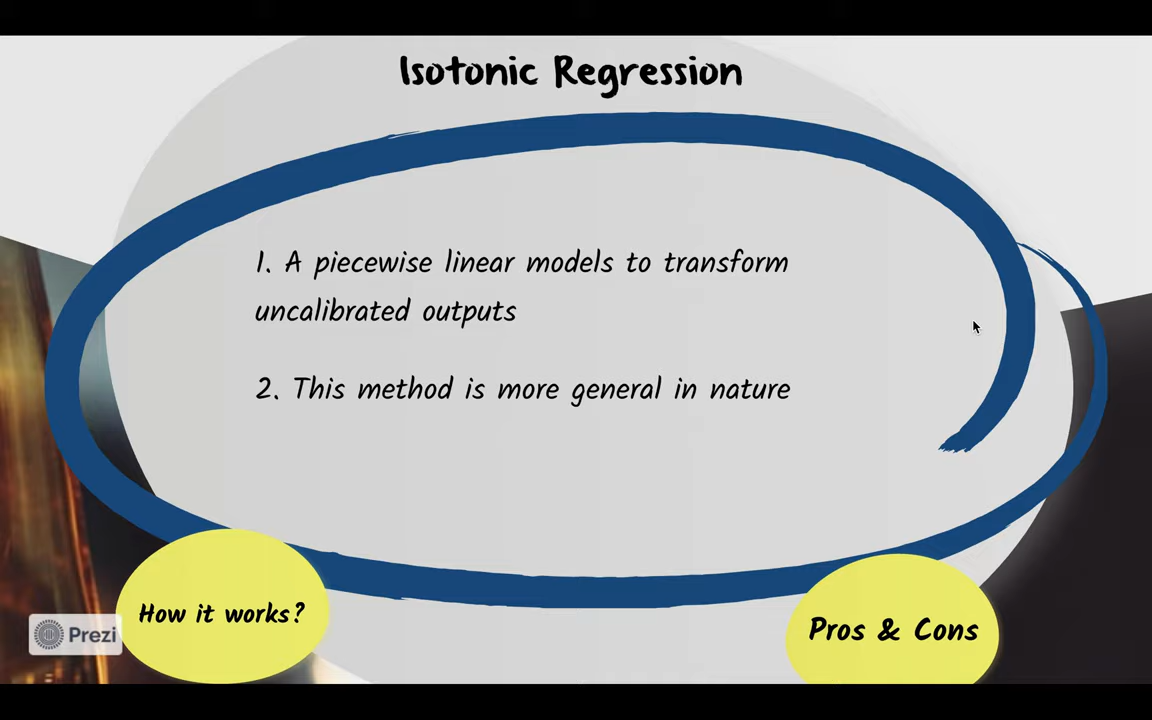 Isotonic Regression
1. A piecewise linear models to transform
uncalibrated outputs
2. This method is more general in nature
How it works?
Prezi
Pros & Cons